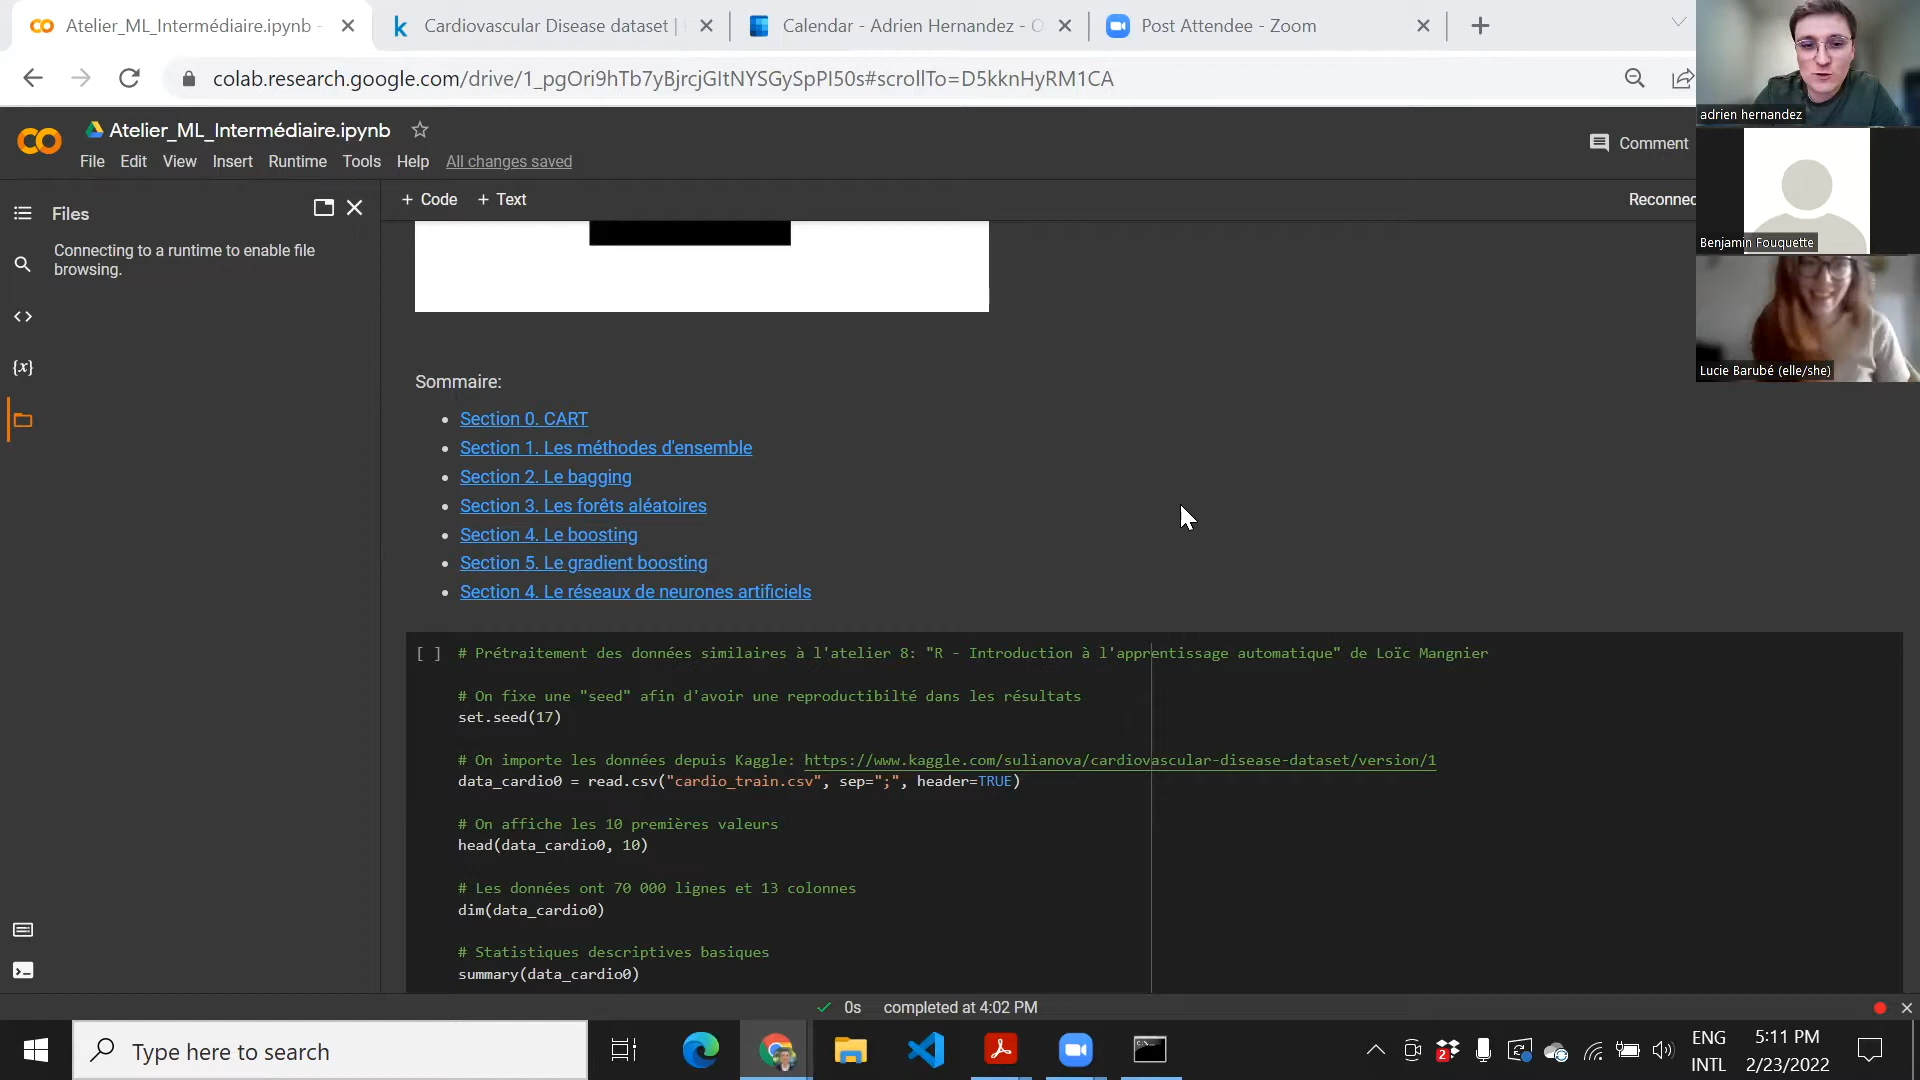 Atelier_ML_Intermédiaire.ipynb -
Cardiovascular Disease dataset |
Calendar - Adrien Hernandez - O
Post Attendee - Zoom
colab.research.google.com/drive/1_pgOri9hTb7yBjrcjGItNYSGySpPI50s#scrollTo=D5kknHyRM1CA
adrien hernandez
Benjamin Fouquette
Lucie Barubé (elle/she)
Atelier_ML_Intermédiaire.ipynb
File Edit View Insert Runtime Tools Help All changes saved
Comment
+ Code + Text
Reconnec
Files
Connecting to a runtime to enable file
browsing.
Sommaire:
Section 0. CART
Section 1. Les méthodes d'ensemble
Section 2. Le bagging
Section 3. Les forêts aléatoires
Section 4. Le boosting
Section 5. Le gradient boosting
Section 4. Le réseaux de neurones artificiels
[ ] # Prétraitement des données similaires à l'atelier 8: "R - Introduction à l'apprentissage automatique" de Loïc Mangnier
# On fixe une "seed" afin d'avoir une reproductibilté dans les résultats
set.seed(17)
# On importe les données depuis Kaggle: https://www.kaggle.com/sulianova/cardiovascular-disease-dataset/version/1
data_cardio0 = read.csv("cardio_train.csv", sep=";", header=TRUE)
# On affiche les 10 premières valeurs
head(data_cardio0, 10)
# Les données ont 70 000 lignes et 13 colonnes
dim(data_cardio0)
# Statistiques descriptives basiques
summary(data_cardio0)
0s completed at 4:02 PM
Type here to search
2
ENG
INTL
5:11 PM
2/23/2022